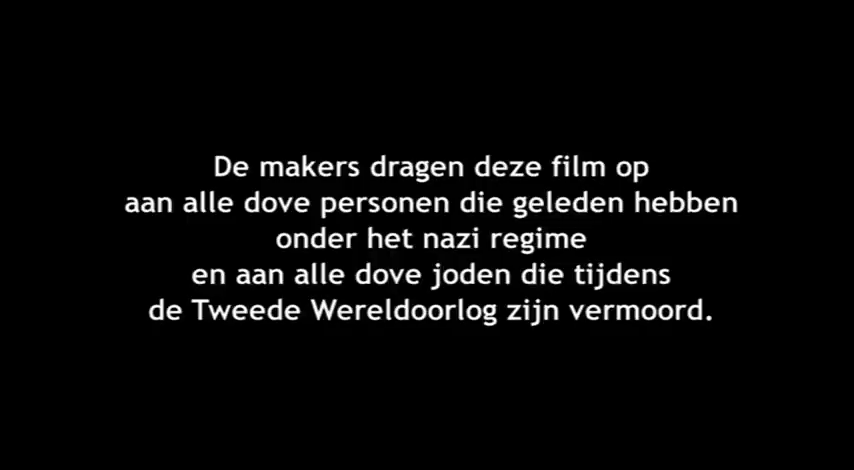 De makers dragen deze film op
aan alle dove personen die geleden hebben
onder het nazi regime
en aan alle dove joden die tijdens
de Tweede Wereldoorlog zijn vermoord.